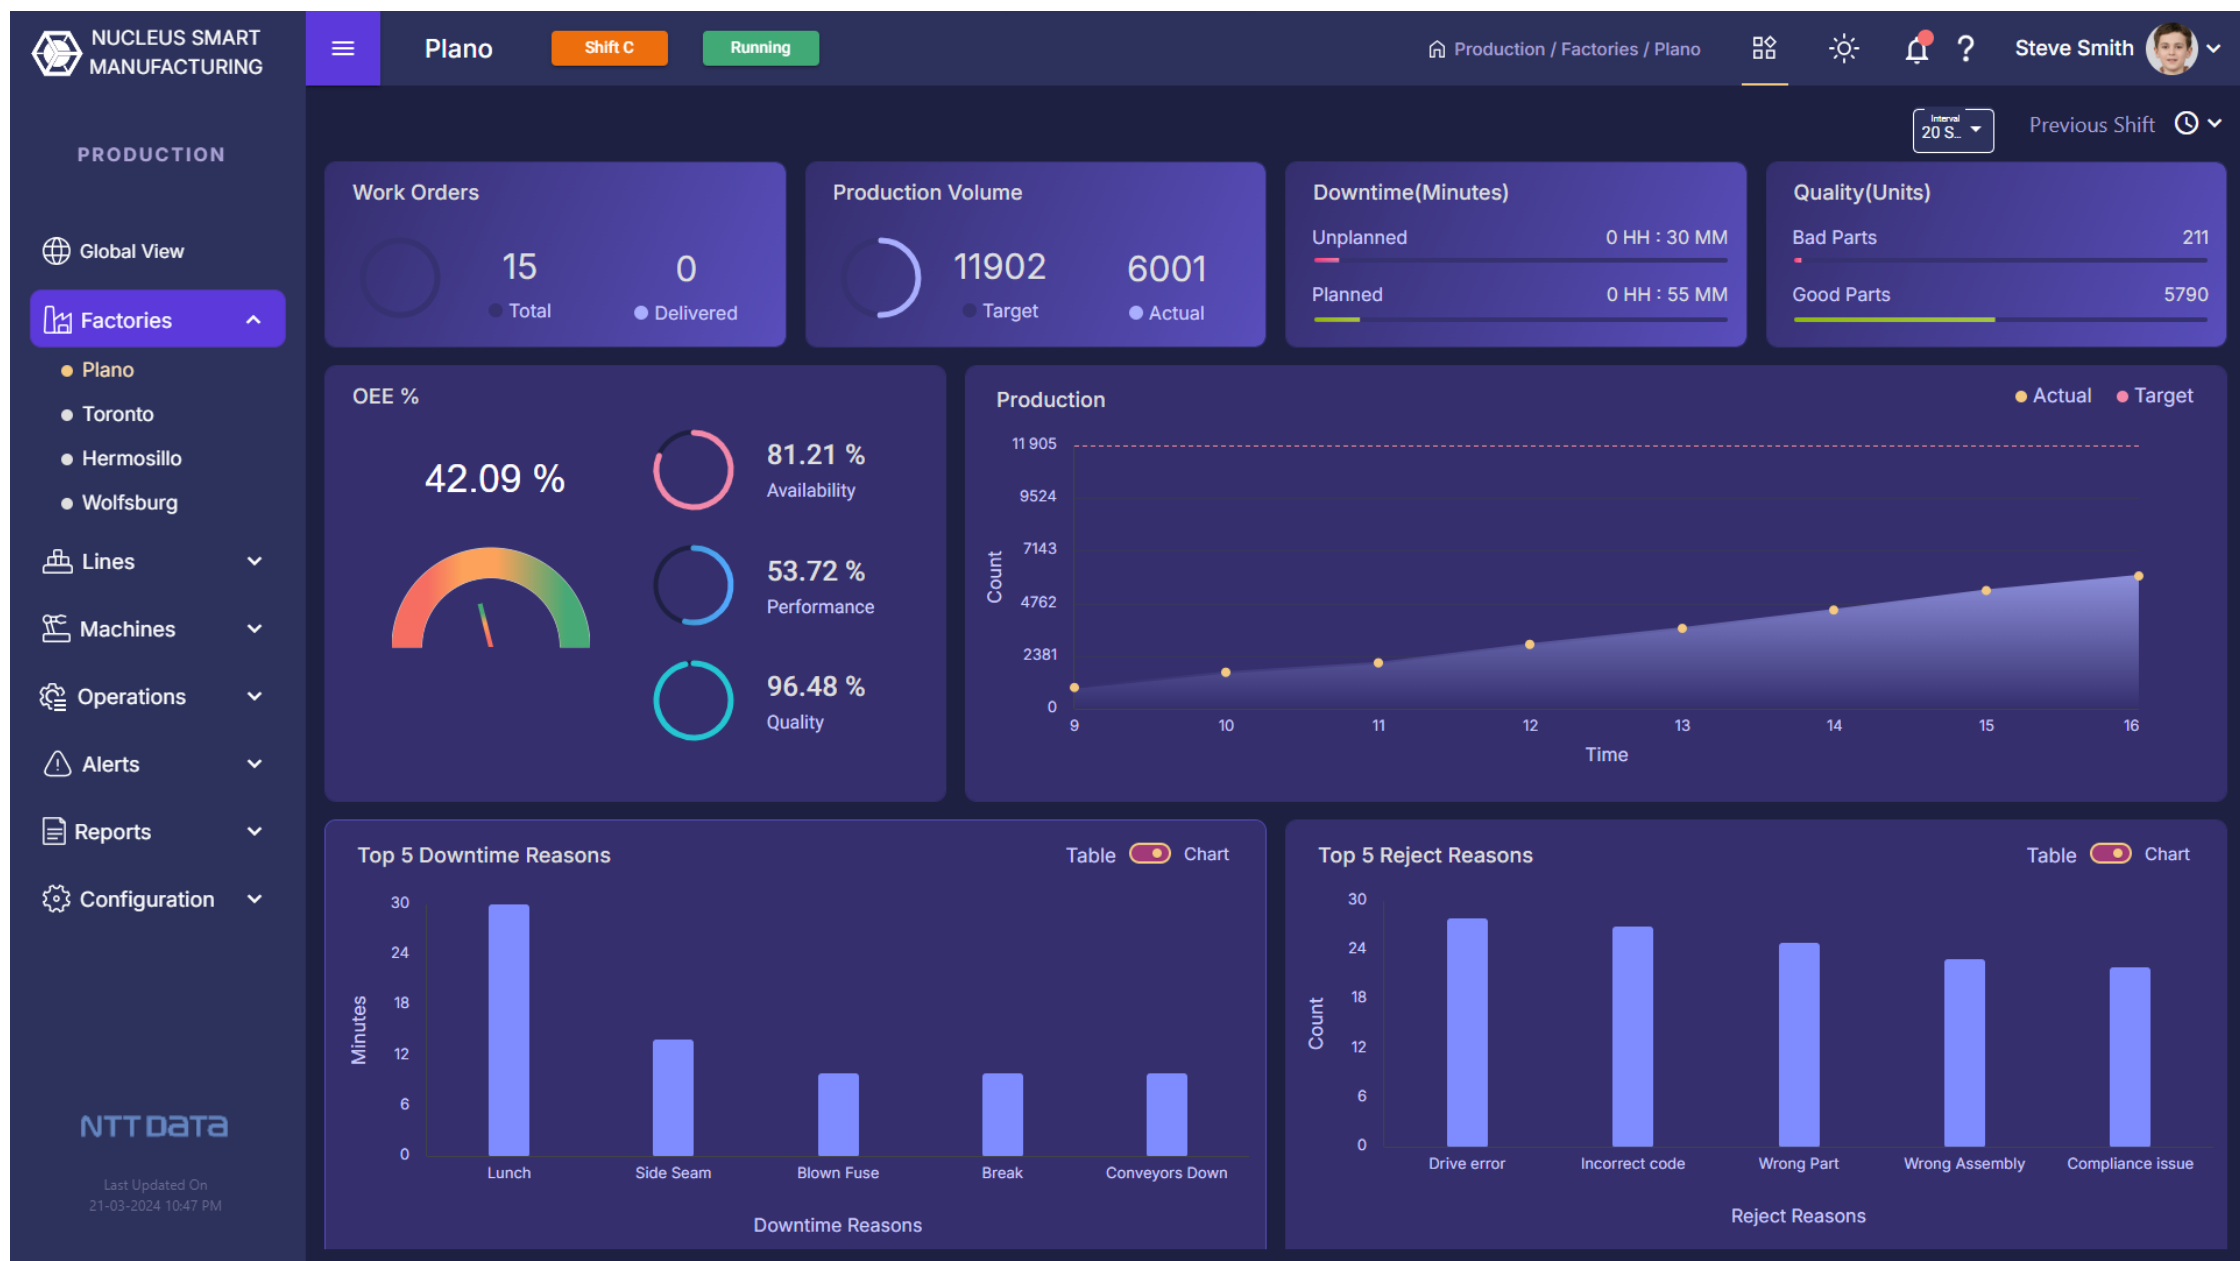 NUCLEUS SMART
MANUFACTURING
Plano
Shift C
Running
Production / Factories / Plano
Steve Smith
Interval
20 S...
Previous Shift
PRODUCTION
Global View
Factories
Plano
Toronto
Hermosillo
Wolfsburg
Lines
Machines
Operations
Alerts
Reports
Configuration
NTT DATA
Last Updated On
21-03-2024 10:47 PM
Work Orders
15
Total
0
Delivered
Production Volume
11902
Target
6001
Actual
Downtime(Minutes)
Unplanned 0 HH : 30 MM
Planned 0 HH : 55 MM
Quality(Units)
Bad Parts 211
Good Parts 5790
OEE %
42.09 %
81.21 %
Availability
53.72 %
Performance
96.48 %
Quality
Production
Actual Target
11 905
9524
7143
4762
2381
0
Count
9 10 11 12 13 14 15 16
Time
Top 5 Downtime Reasons
Table Chart
30
24
18
12
6
0
Minutes
Lunch Side Seam Blown Fuse Break Conveyors Down
Downtime Reasons
Top 5 Reject Reasons
Table Chart
30
24
18
12
6
0
Count
Drive error Incorrect code Wrong Part Wrong Assembly Compliance issue
Reject Reasons